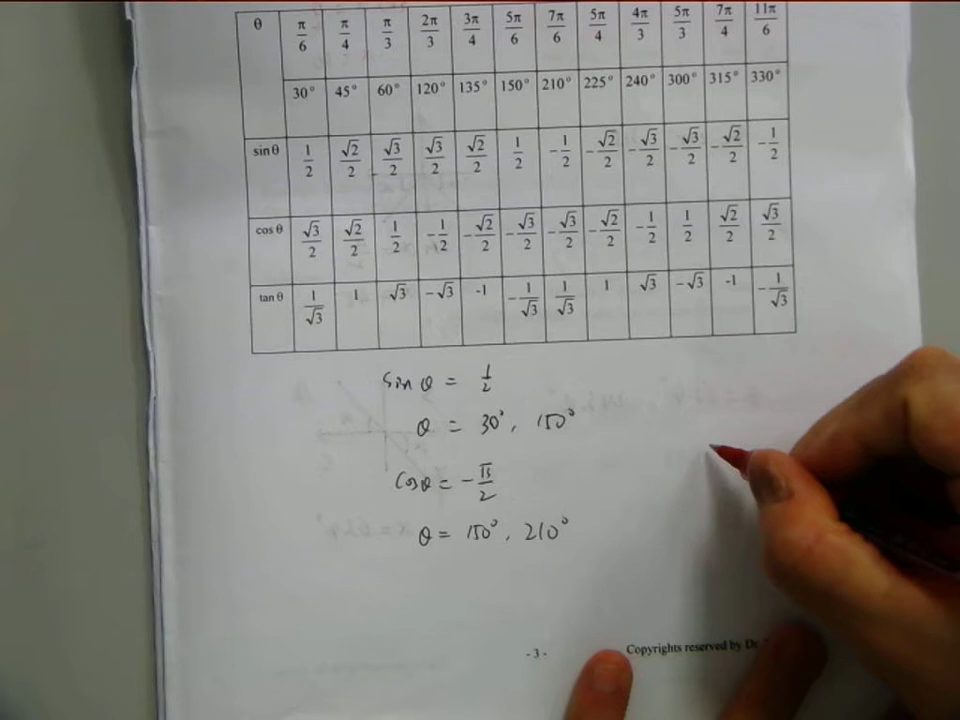 θ π/6 π/4 π/3 2π/3 3π/4 5π/6 7π/6 5π/4 4π/3 5π/3 7π/4 11π/6
30° 45° 60° 120° 135° 150° 210° 225° 240° 300° 315° 330°
sin θ 1/2 √2/2 √3/2 √3/2 √2/2 1/2 -1/2 -√2/2 -√3/2 -√3/2 -√2/2 -1/2
cos θ √3/2 √2/2 1/2 -1/2 -√2/2 -√3/2 -√3/2 -√2/2 -1/2 1/2 √2/2 √3/2
tan θ 1/√3 1 √3 -√3 -1 -1/√3 1/√3 1 √3 -√3 -1 -1/√3
sin θ = 1/2
θ = 30°, 150°
cos θ = -√3/2
θ = 150°, 210°
- 3 -
Copyrights reserved by Dr.